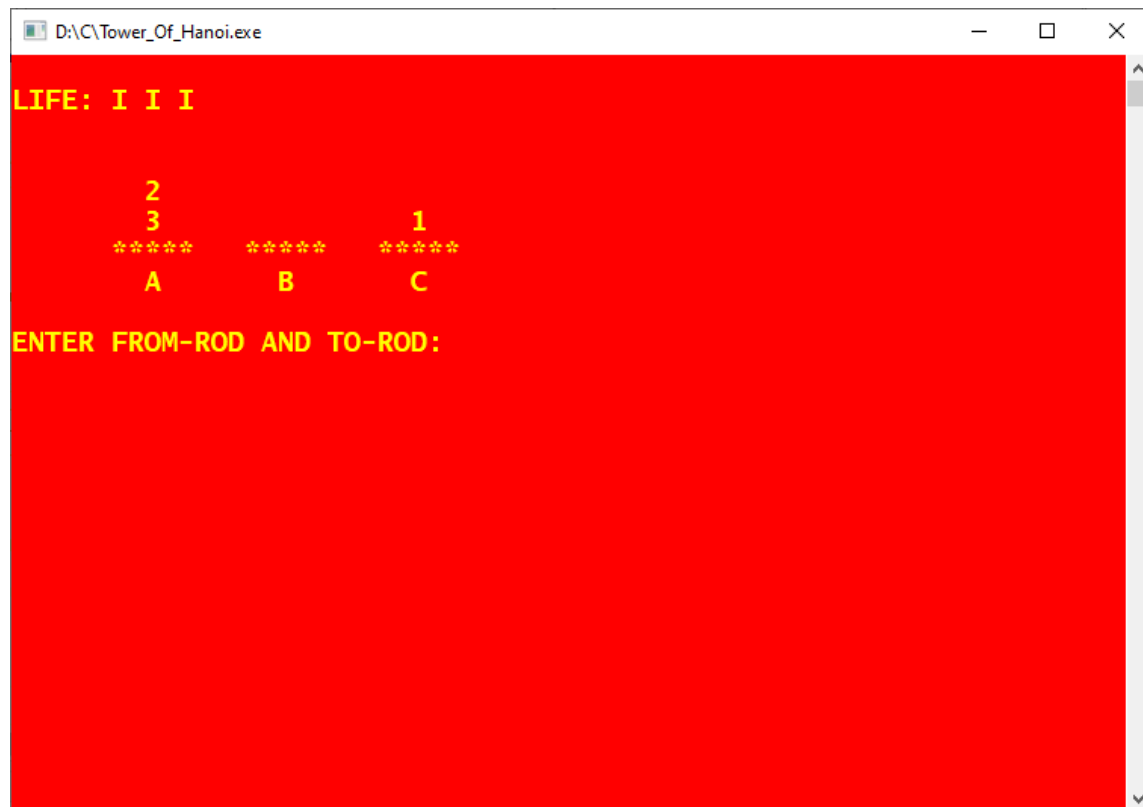 D:\C\Tower_Of_Hanoi.exe
LIFE: I I I
2
3 1
***** ***** *****
A B C
ENTER FROM-ROD AND TO-ROD: